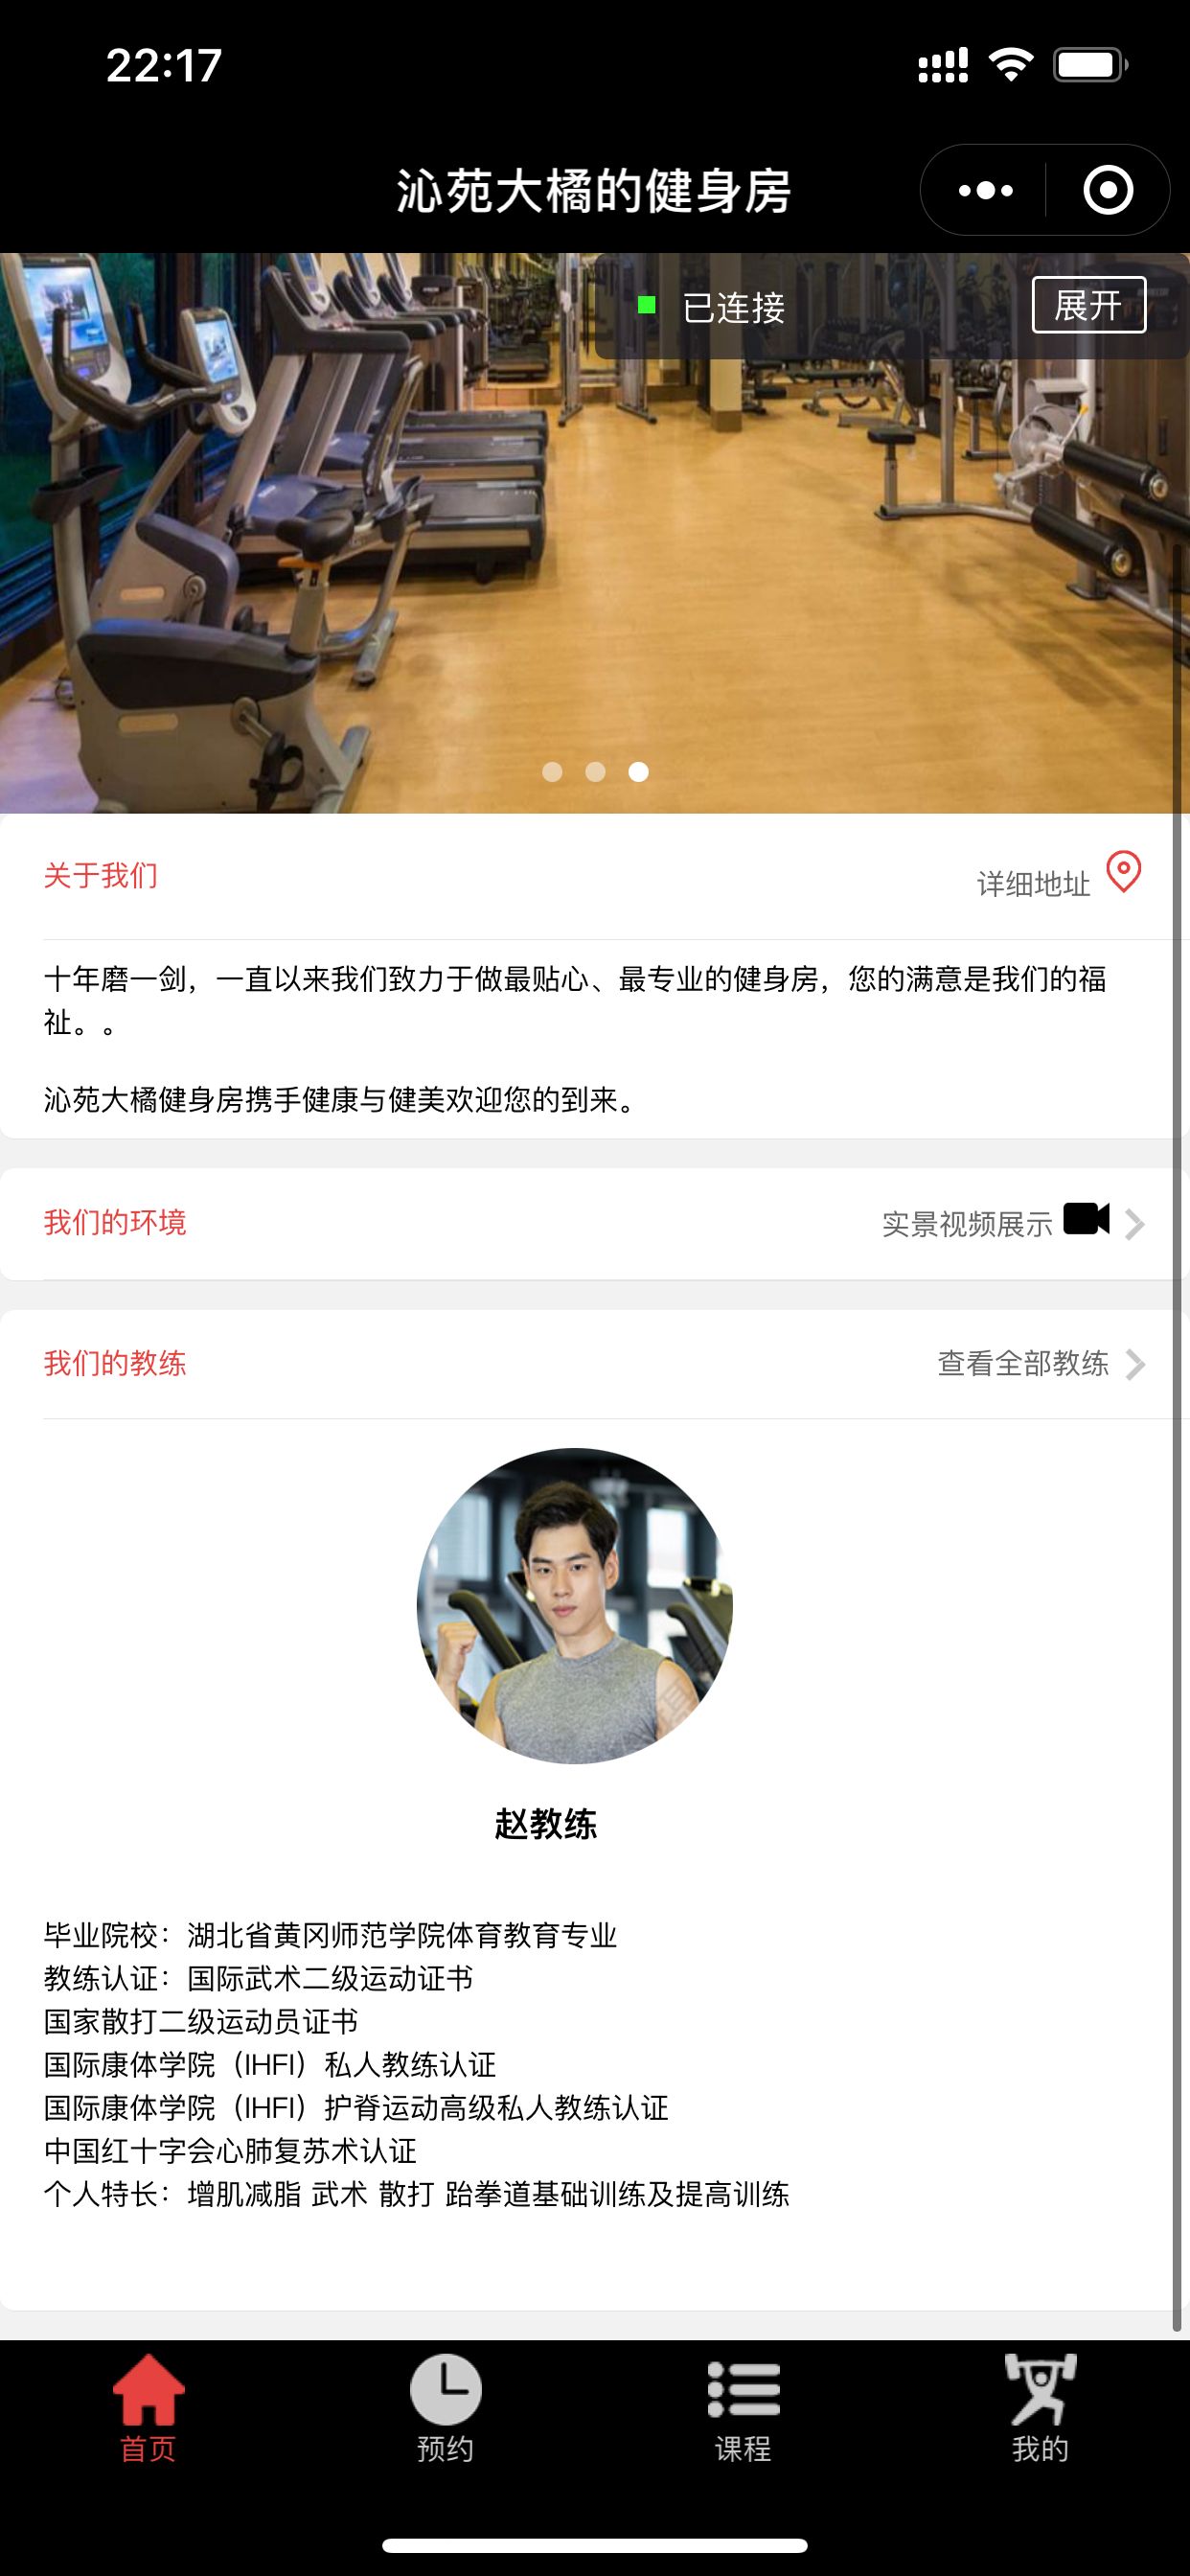 22:17
沁苑大橘的健身房
已连接
展开
关于我们
详细地址
十年磨一剑，一直以来我们致力于做最贴心、最专业的健身房，您的满意是我们的福
祉。。
沁苑大橘健身房携手健康与健美欢迎您的到来。
我们的环境
实景视频展示
我们的教练
查看全部教练
赵教练
毕业院校：湖北省黄冈师范学院体育教育专业
教练认证：国际武术二级运动证书
国家散打二级运动员证书
国际康体学院（IHFI）私人教练认证
国际康体学院（IHFI）护脊运动高级私人教练认证
中国红十字会心肺复苏术认证
个人特长：增肌减脂 武术 散打 跆拳道基础训练及提高训练
首页
预约
课程
我的